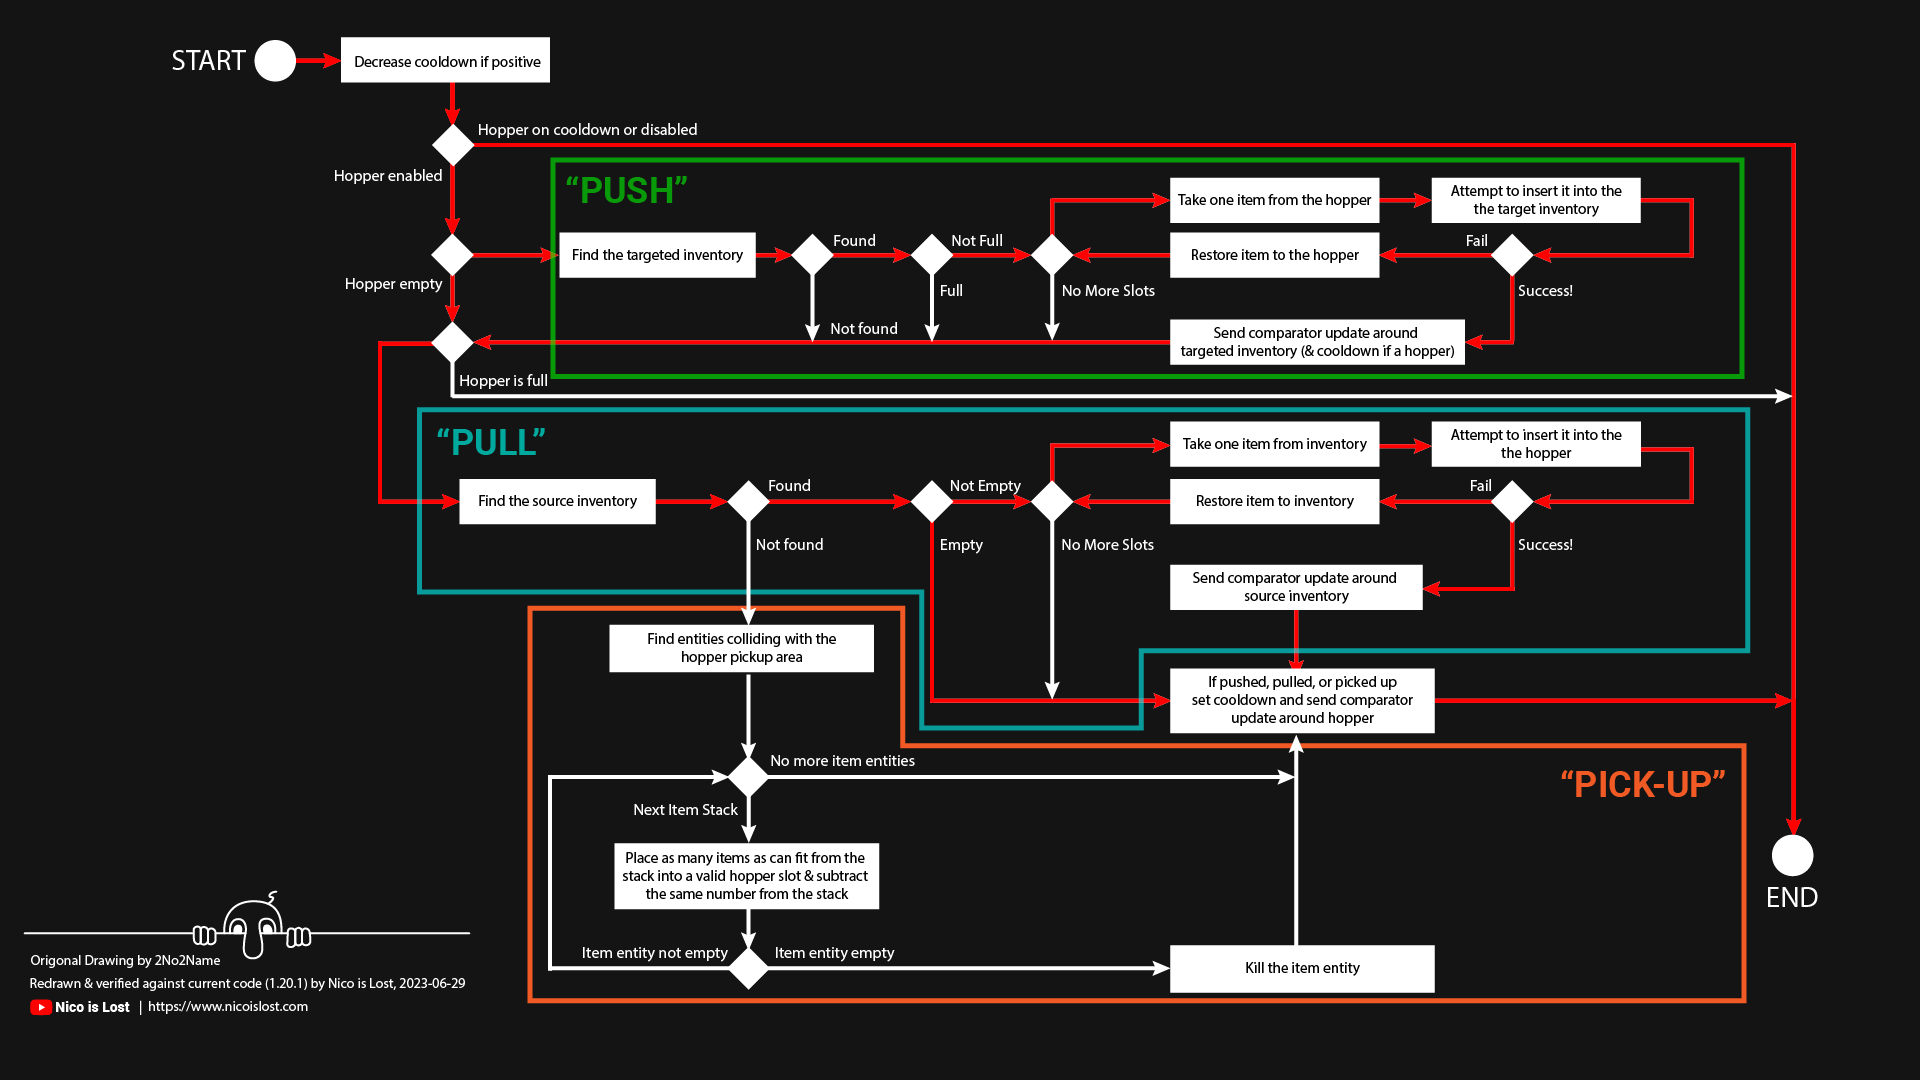 START
Decrease cooldown if positive
Hopper on cooldown or disabled
Hopper enabled
“PUSH”
Take one item from the hopper
Attempt to insert it into the
the target inventory
Find the targeted inventory
Found
Not Full
Restore item to the hopper
Fail
Hopper empty
Full
No More Slots
Success!
Not found
Send comparator update around
targeted inventory (& cooldown if a hopper)
Hopper is full
“PULL”
Take one item from inventory
Attempt to insert it into the
the hopper
Find the source inventory
Found
Not Empty
Restore item to inventory
Fail
Not found
Empty
No More Slots
Success!
Send comparator update around
source inventory
Find entities colliding with the
hopper pickup area
If pushed, pulled, or picked up
set cooldown and send comparator
update around hopper
No more item entities
“PICK-UP”
Next Item Stack
Place as many items as can fit from the
stack into a valid hopper slot & subtract
the same number from the stack
END
Item entity not empty
Item entity empty
Kill the item entity
Origonal Drawing by 2No2Name
Redrawn & verified against current code (1.20.1) by Nico is Lost, 2023-06-29
Nico is Lost | https://www.nicoislost.com